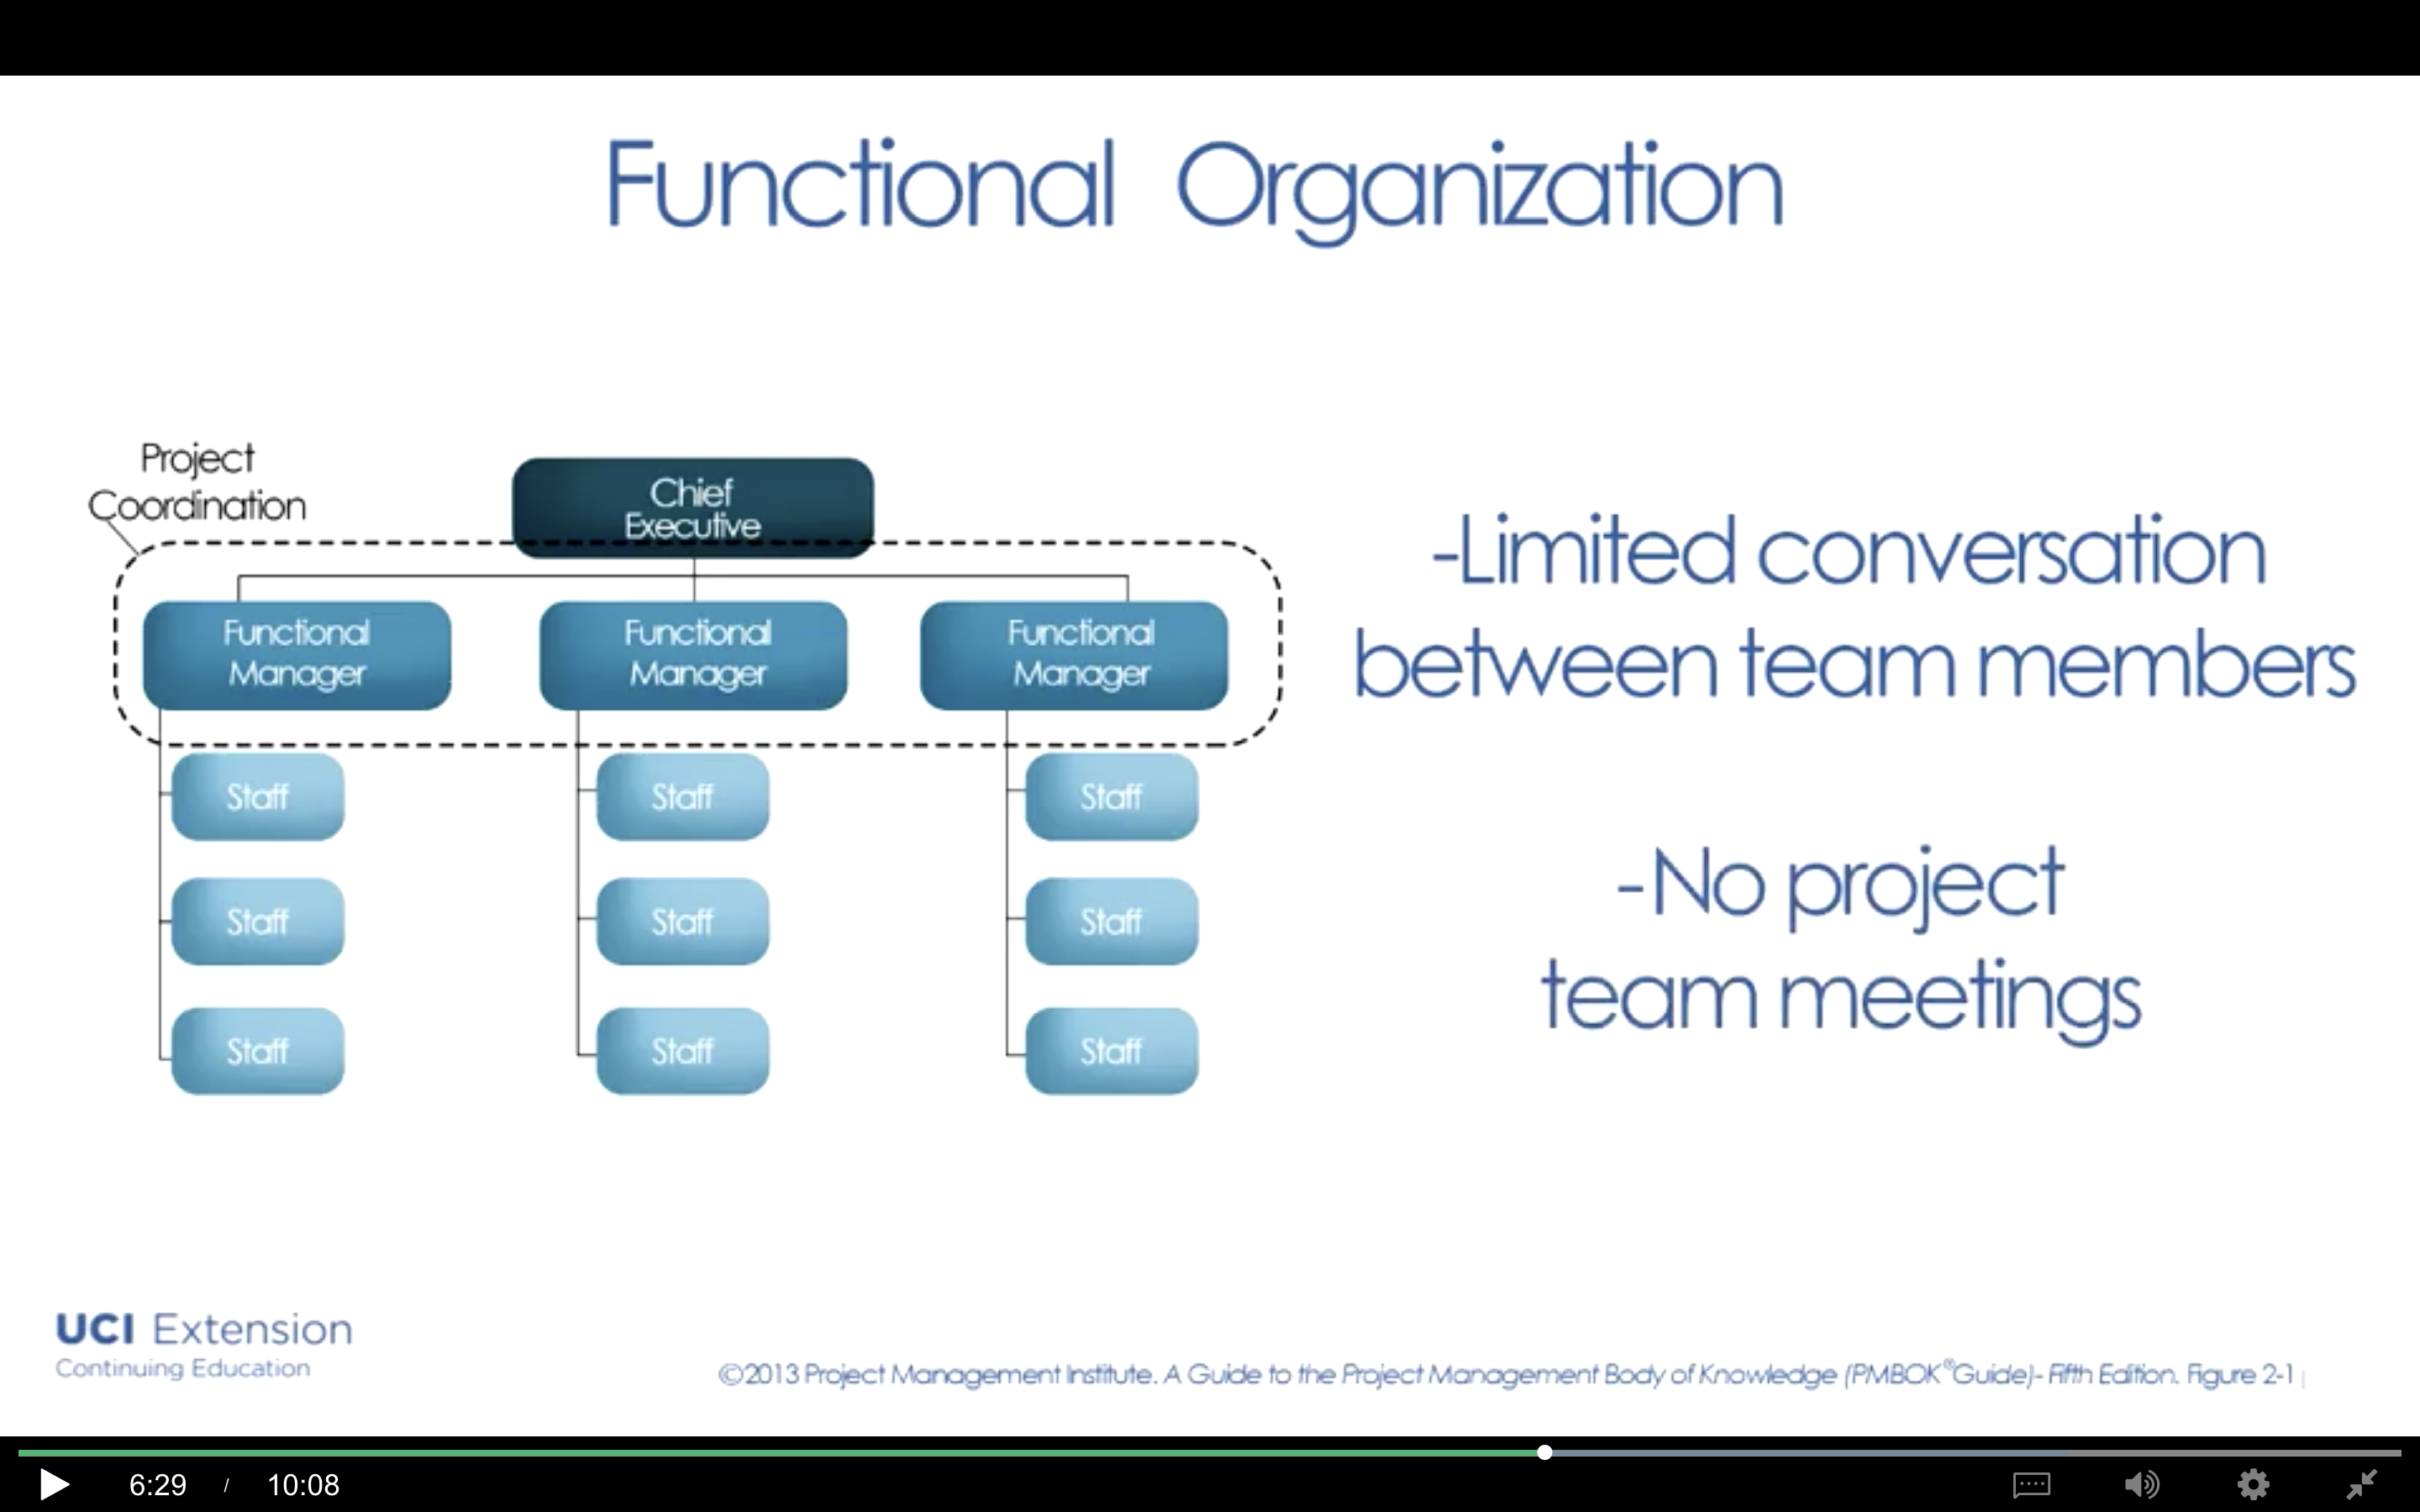 Functional Organization
Project
Coordination
Chief
Executive
Functional
Manager
Functional
Manager
Functional
Manager
Staff
Staff
Staff
Staff
Staff
Staff
Staff
Staff
Staff
-Limited conversation
between team members
-No project
team meetings
UCI Extension
Continuing Education
©2013 Project Management Institute. A Guide to the Project Management Body of Knowledge (PMBOK®Guide)- Fifth Edition. Figure 2-1
6:29 / 10:08